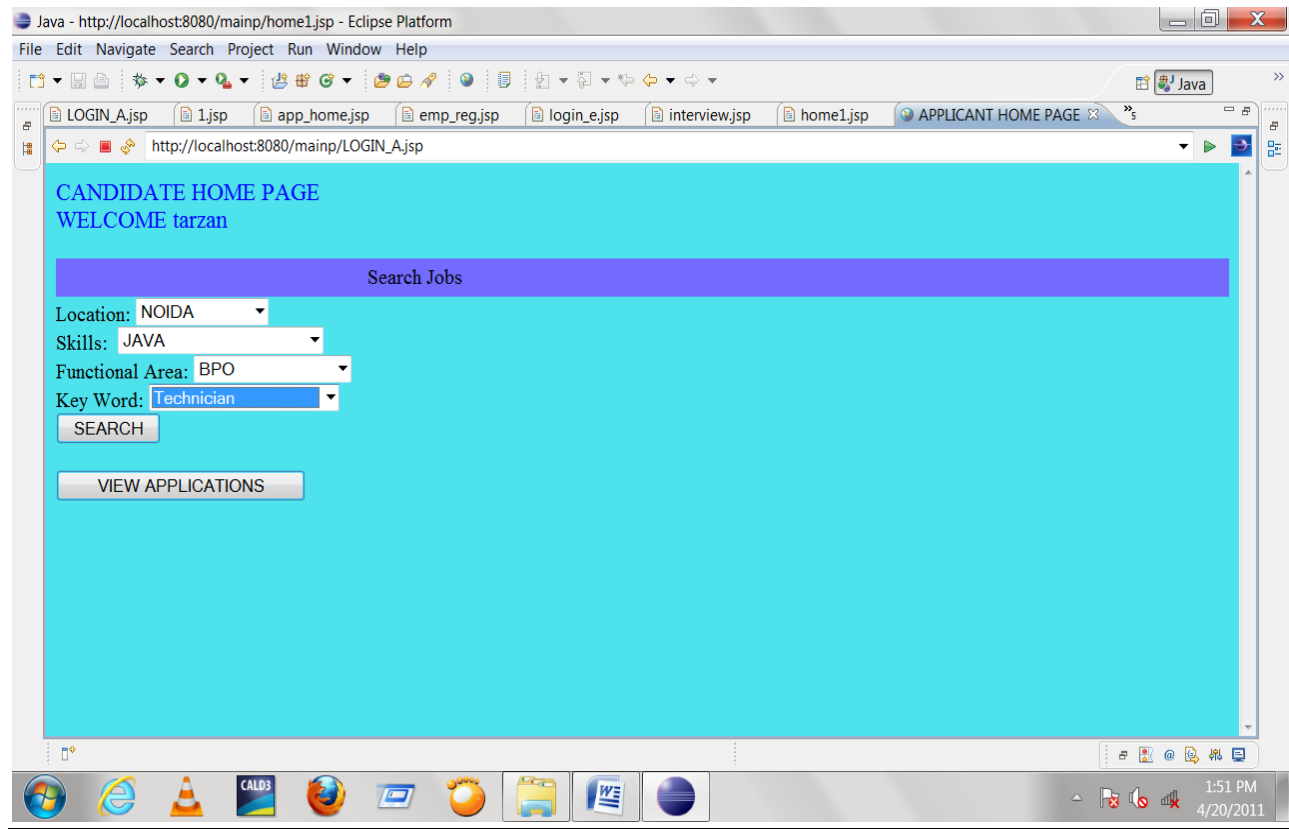 Java - http://localhost:8080/mainp/home1.jsp - Eclipse Platform
File Edit Navigate Search Project Run Window Help
Java
LOGIN_A.jsp 1.jsp app_home.jsp emp_reg.jsp login_e.jsp interview.jsp home1.jsp APPLICANT HOME PAGE »5
http://localhost:8080/mainp/LOGIN_A.jsp
CANDIDATE HOME PAGE
WELCOME tarzan
Search Jobs
Location: NOIDA
Skills: JAVA
Functional Area: BPO
Key Word: Technician
SEARCH
VIEW APPLICATIONS
CALD3
1:51 PM
4/20/2011